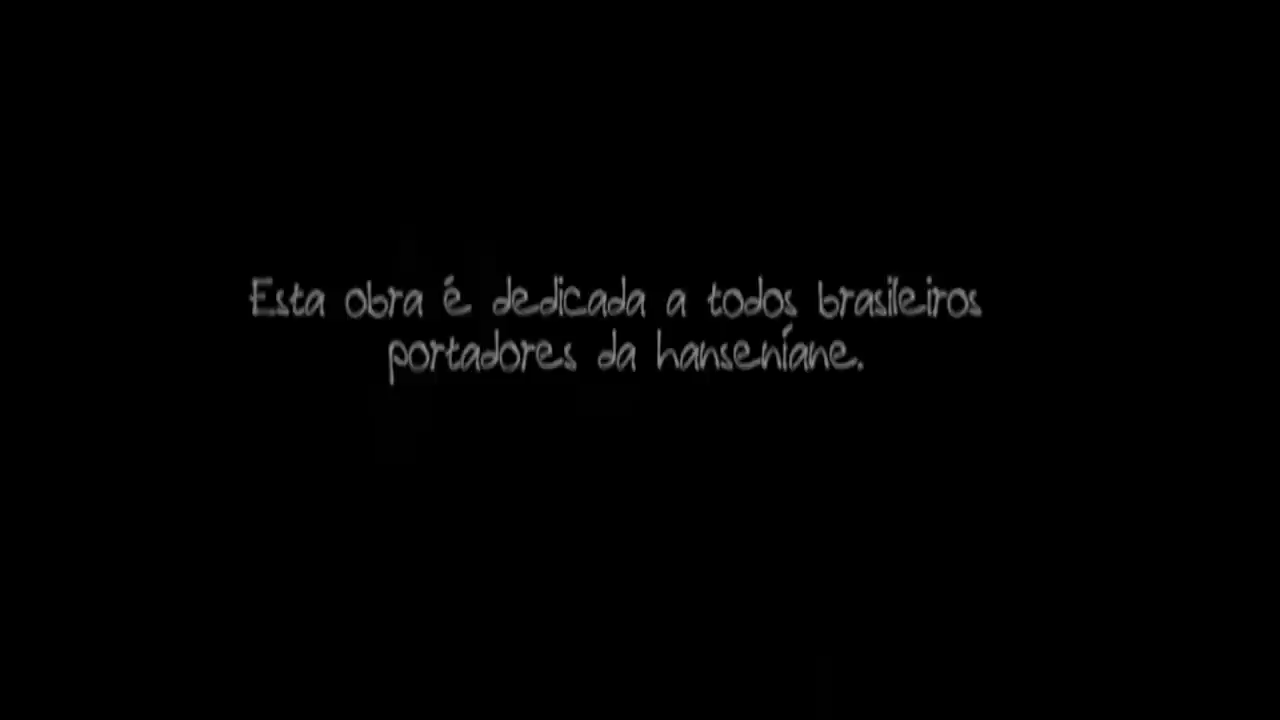 Esta obra é dedicada a todos brasileiros
portadores da hanseníane.